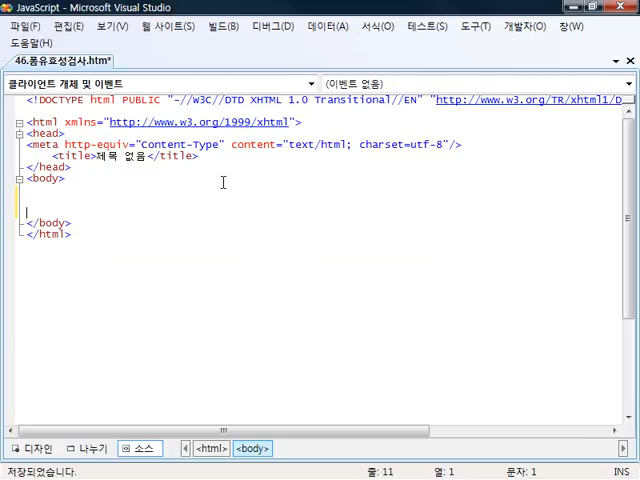 JavaScript - Microsoft Visual Studio
파일(F) 편집(E) 보기(V) 웹 사이트(S) 빌드(B) 디버그(D) 데이터(A) 서식(O) 테스트(S) 도구(T) 개발자(O) 창(W)
도움말(H)
46.폼유효성검사.htm*
클라이언트 개체 및 이벤트 (이벤트 없음)
<!DOCTYPE html PUBLIC "-//W3C//DTD XHTML 1.0 Transitional//EN" "http://www.w3.org/TR/xhtml1/D
<html xmlns="http://www.w3.org/1999/xhtml">
<head>
<meta http-equiv="Content-Type" content="text/html; charset=utf-8"/>
<title>제목 없음</title>
</head>
<body>
</body>
</html>
디자인 나누기 소스 <html> <body>
저장되었습니다. 줄: 11 열: 1 문자: 1 INS